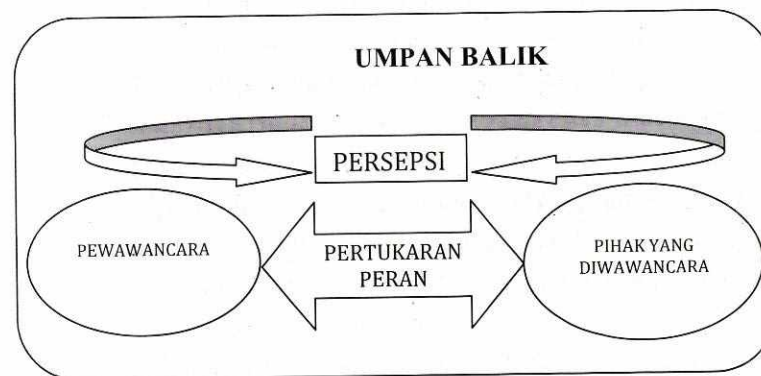 UMPAN BALIK
PERSEPSI
PEWAWANCARA
PERTUKARAN
PERAN
PIHAK YANG
DIWAWANCARA